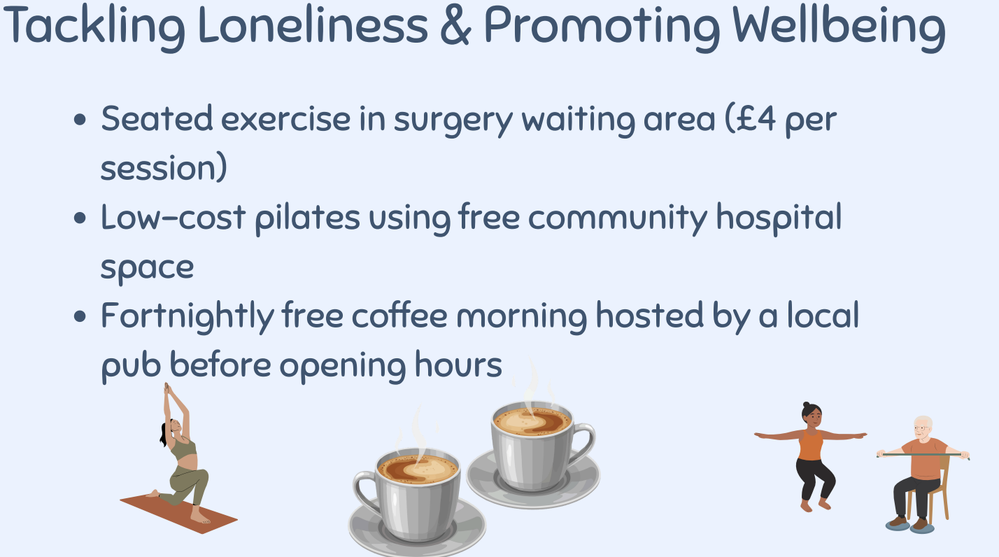 Tackling Loneliness & Promoting Wellbeing
• Seated exercise in surgery waiting area (£4 per
session)
• Low-cost pilates using free community hospital
space
• Fortnightly free coffee morning hosted by a local
pub before opening hours